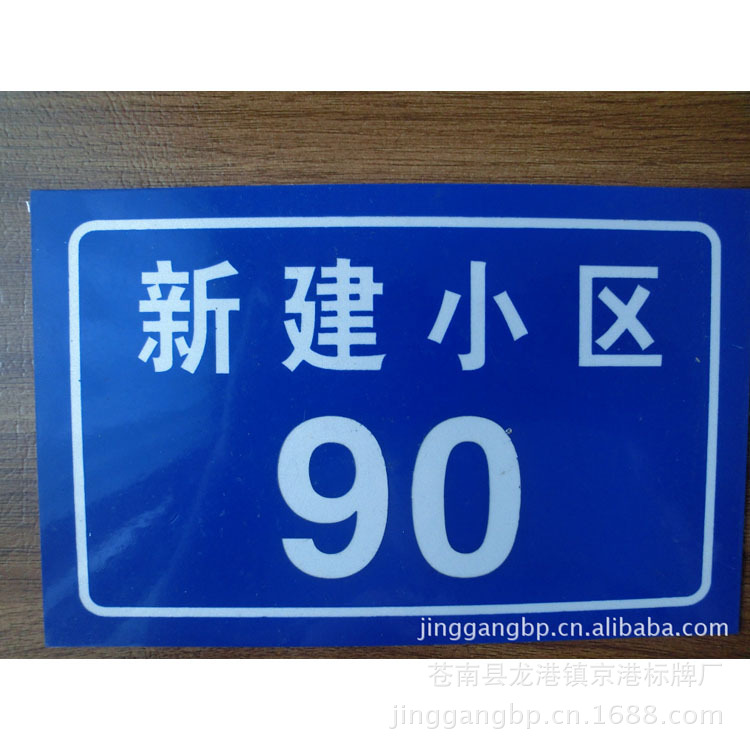 新建小区
90
jinggangbp.cn.alibaba.com
苍南县龙港镇京港标牌厂
jinggangbp.cn.1688.com